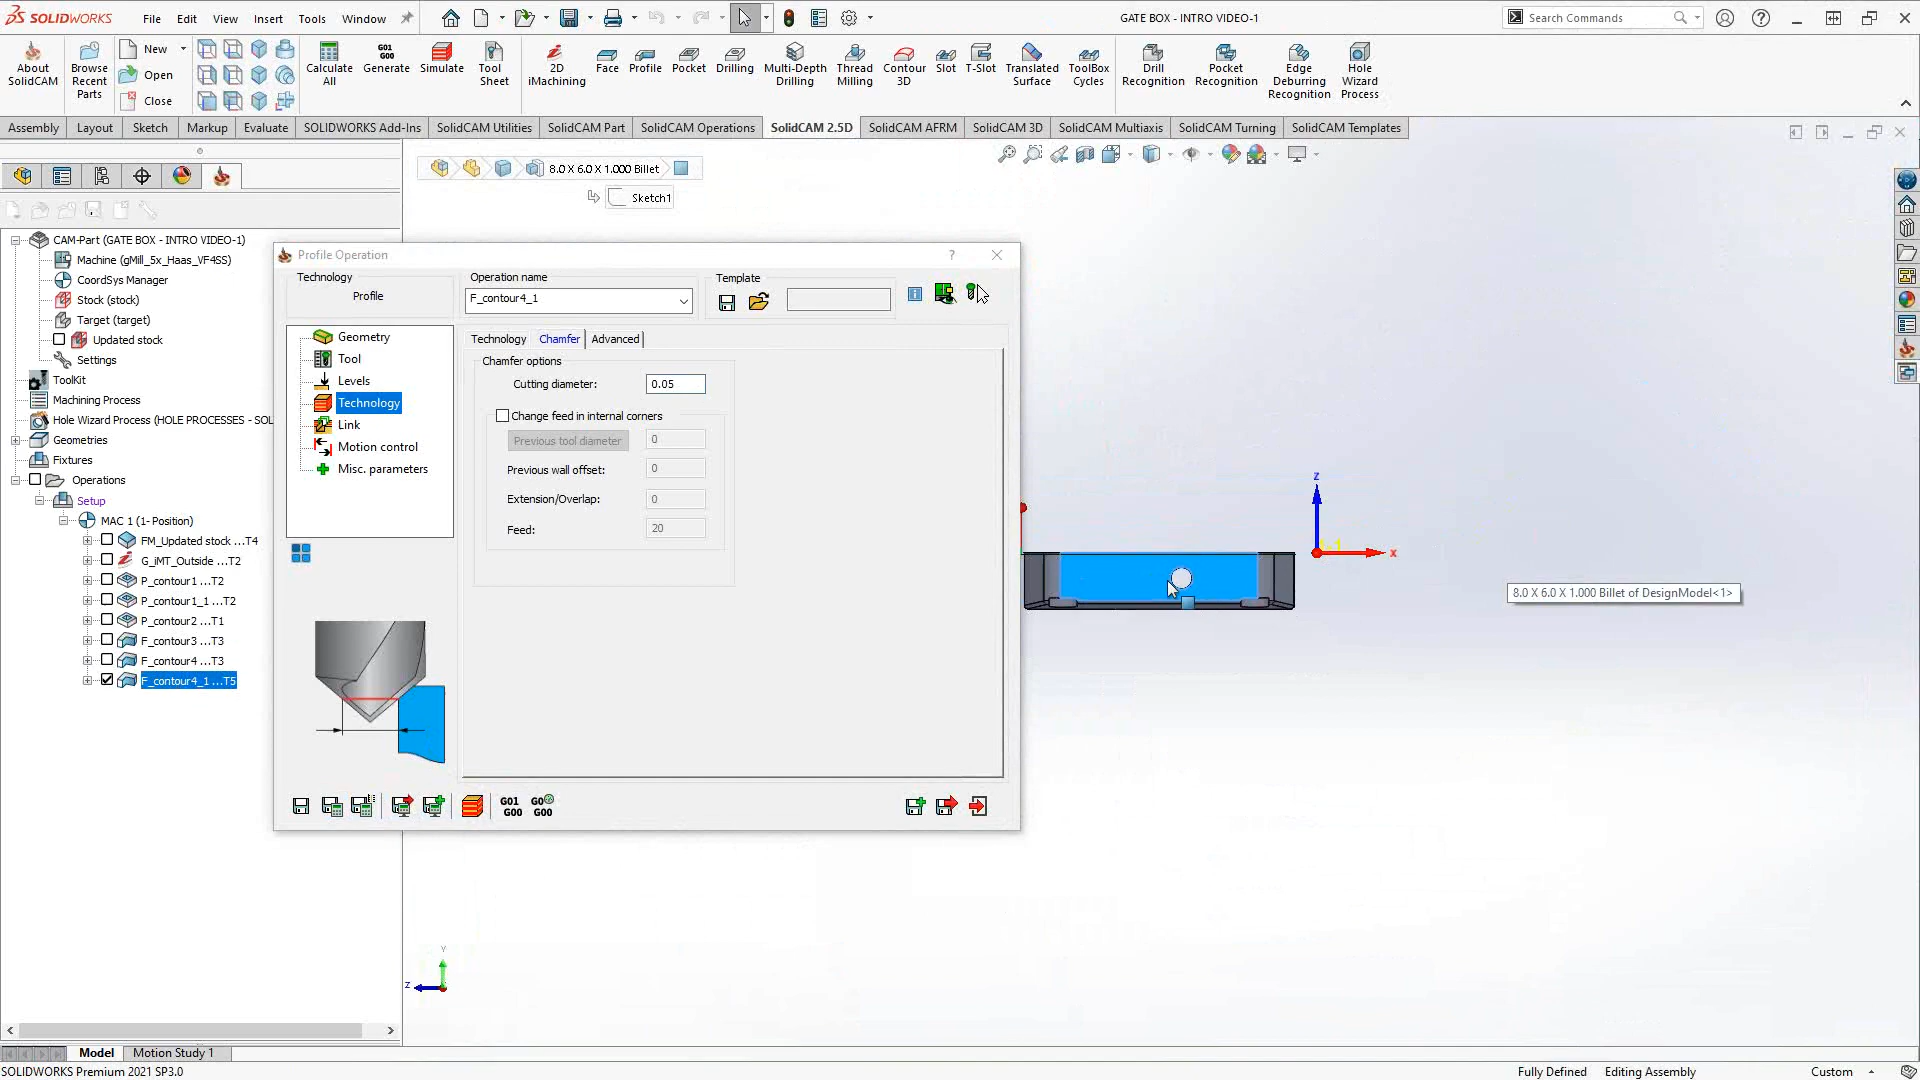 SOLIDWORKS
File Edit View Insert Tools Window
GATE BOX - INTRO VIDEO-1
Search Commands
About SolidCAM
Browse Recent Parts
New
Open
Close
Calculate All
G01 G00 Generate
Simulate
Tool Sheet
2D iMachining
Face
Profile
Pocket
Drilling
Multi-Depth Drilling
Thread Milling
Contour 3D
Slot
T-Slot
Translated Surface
ToolBox Cycles
Drill Recognition
Pocket Recognition
Edge Deburring Recognition
Hole Wizard Process
Assembly Layout Sketch Markup Evaluate SOLIDWORKS Add-Ins SolidCAM Utilities SolidCAM Part SolidCAM Operations SolidCAM 2.5D SolidCAM AFRM SolidCAM 3D SolidCAM Multiaxis SolidCAM Turning SolidCAM Templates
8.0 X 6.0 X 1.000 Billet
Sketch1
CAM-Part (GATE BOX - INTRO VIDEO-1)
Machine (gMill_5x_Haas_VF4SS)
CoordSys Manager
Stock (stock)
Target (target)
Updated stock
Settings
ToolKit
Machining Process
Hole Wizard Process (HOLE PROCESSES - SOL
Geometries
Fixtures
Operations
Setup
MAC 1 (1- Position)
FM_Updated stock ...T4
G_iMT_Outside ...T2
P_contour1 ...T2
P_contour1_1 ...T2
P_contour2 ...T1
F_contour3 ...T3
F_contour4 ...T3
F_contour4_1 ...T5
Profile Operation
?
Technology
Profile
Operation name
F_contour4_1
Template
Geometry
Tool
Levels
Technology
Link
Motion control
Misc. parameters
Technology Chamfer Advanced
Chamfer options
Cutting diameter: 0.05
Change feed in internal corners
Previous tool diameter 0
Previous wall offset: 0
Extension/Overlap: 0
Feed: 20
G01 G00
G0 G00
z
x
8.0 X 6.0 X 1.000 Billet of DesignModel<1>
Y
Z
Model Motion Study 1
SOLIDWORKS Premium 2021 SP3.0
Fully Defined Editing Assembly Custom